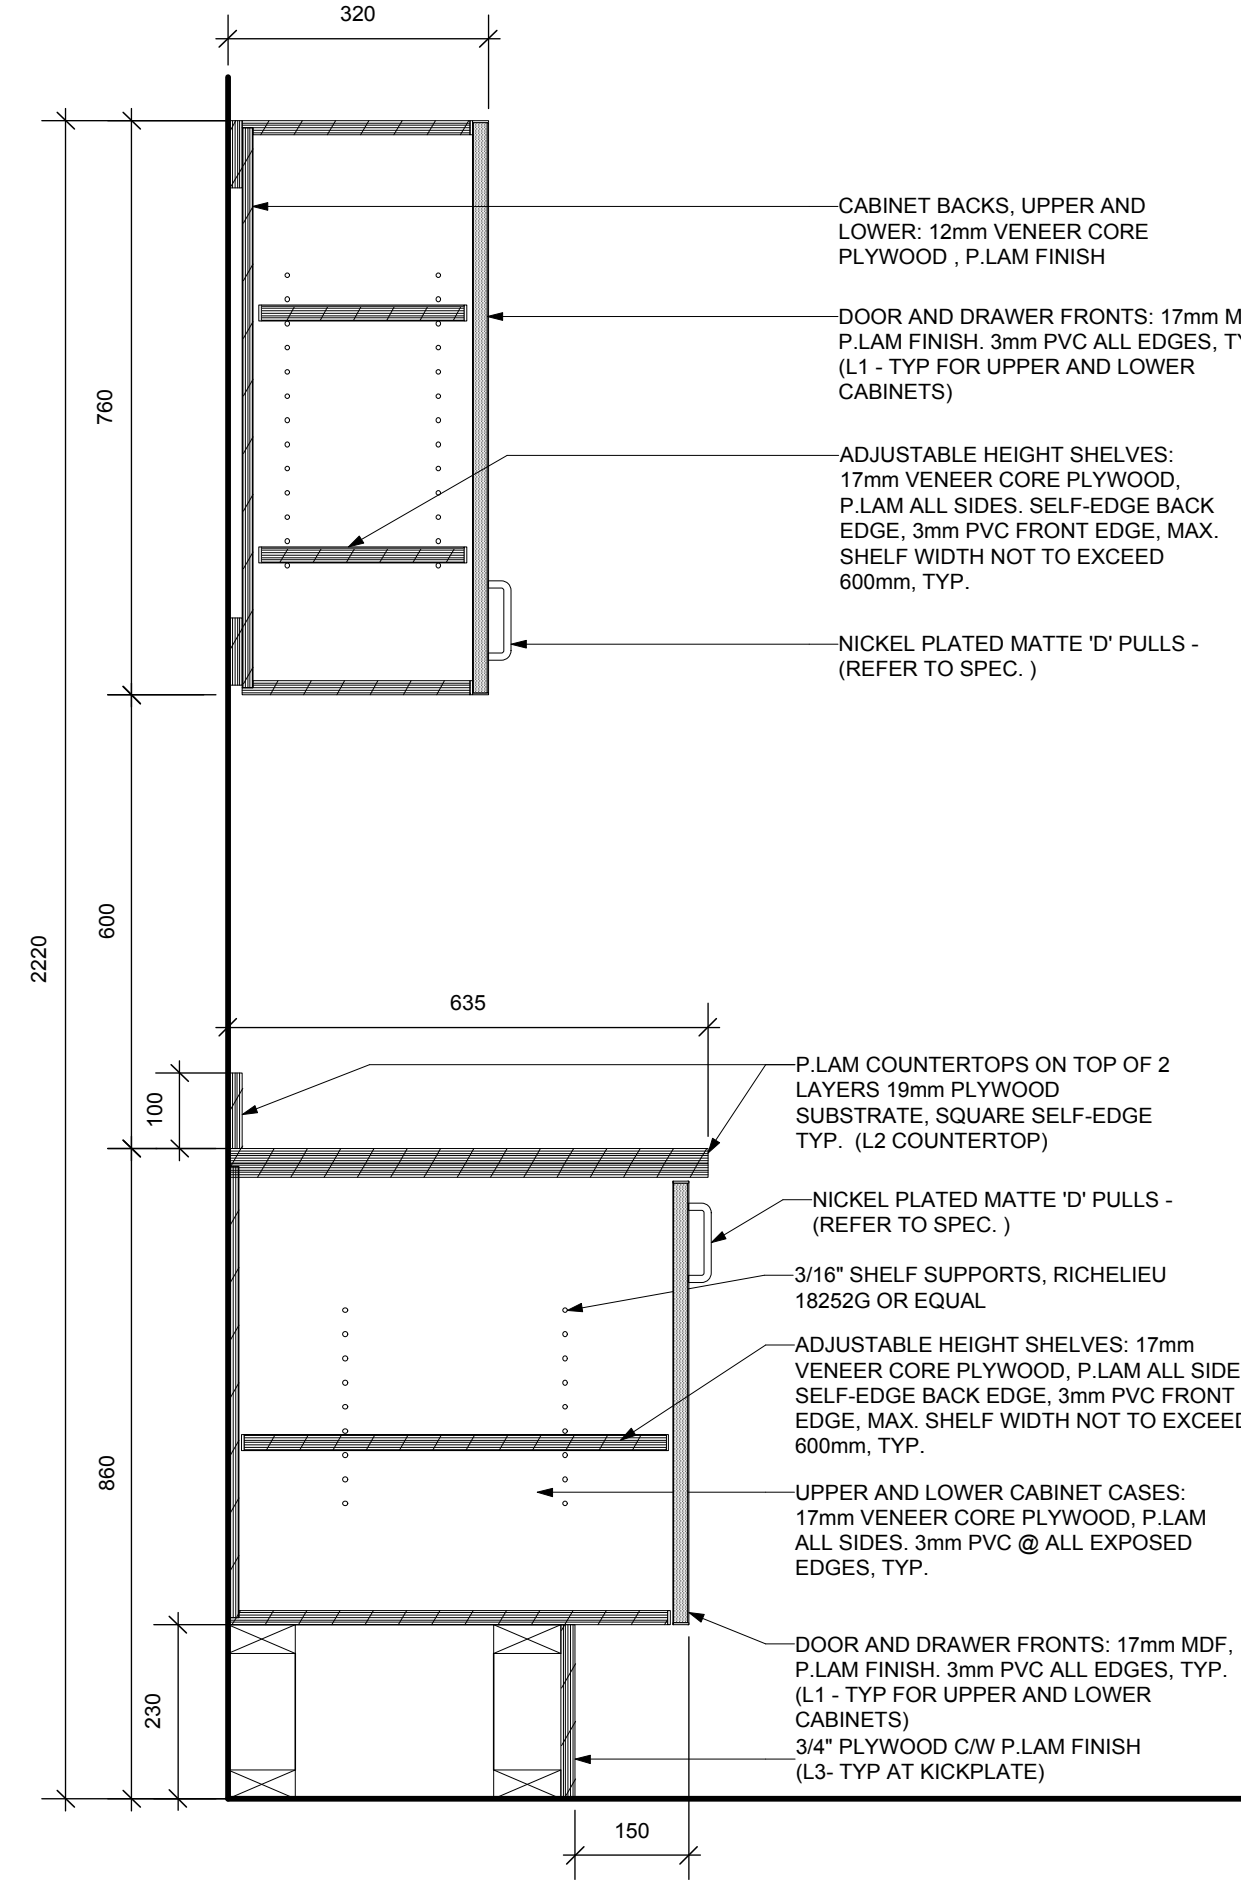 320
CABINET BACKS, UPPER AND
LOWER: 12mm VENEER CORE
PLYWOOD , P.LAM FINISH
DOOR AND DRAWER FRONTS: 17mm
P.LAM FINISH. 3mm PVC ALL EDGES,
(L1 - TYP FOR UPPER AND LOWER
CABINETS)
760
ADJUSTABLE HEIGHT SHELVES:
17mm VENEER CORE PLYWOOD,
P.LAM ALL SIDES. SELF-EDGE BACK
EDGE, 3mm PVC FRONT EDGE, MAX.
SHELF WIDTH NOT TO EXCEED
600mm, TYP.
NICKEL PLATED MATTE 'D' PULLS -
(REFER TO SPEC. )
600
2220
635
100
P.LAM COUNTERTOPS ON TOP OF 2
LAYERS 19mm PLYWOOD
SUBSTRATE, SQUARE SELF-EDGE
TYP. (L2 COUNTERTOP)
NICKEL PLATED MATTE 'D' PULLS -
(REFER TO SPEC. )
3/16" SHELF SUPPORTS, RICHELIEU
18252G OR EQUAL
ADJUSTABLE HEIGHT SHELVES: 17mm
VENEER CORE PLYWOOD, P.LAM ALL SIDE
SELF-EDGE BACK EDGE, 3mm PVC FRONT
EDGE, MAX. SHELF WIDTH NOT TO EXCEED
600mm, TYP.
860
UPPER AND LOWER CABINET CASES:
17mm VENEER CORE PLYWOOD, P.LAM
ALL SIDES. 3mm PVC @ ALL EXPOSED
EDGES, TYP.
DOOR AND DRAWER FRONTS: 17mm MDF,
P.LAM FINISH. 3mm PVC ALL EDGES, TYP.
(L1 - TYP FOR UPPER AND LOWER
CABINETS)
230
3/4" PLYWOOD C/W P.LAM FINISH
(L3- TYP AT KICKPLATE)
150